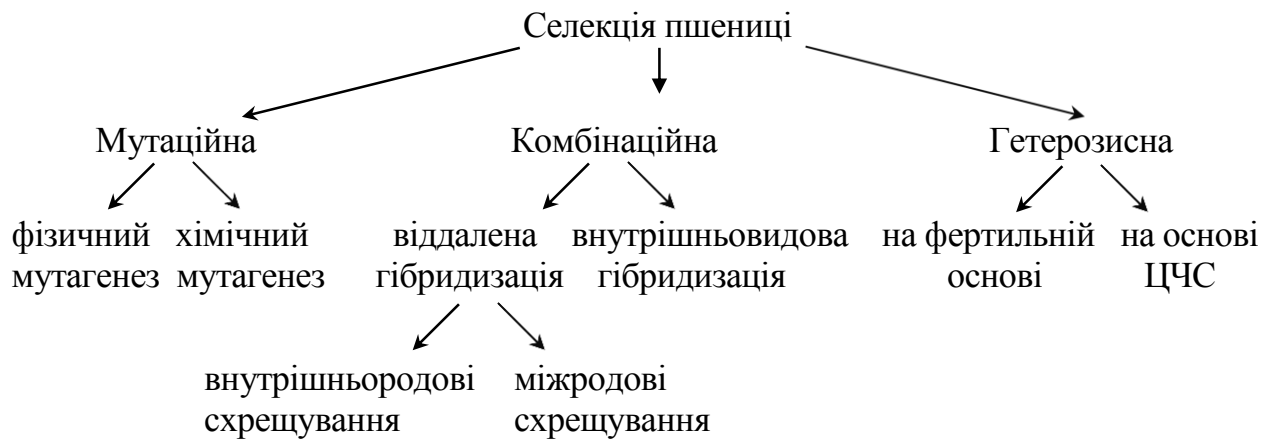 Селекція пшениці
Мутаційна
Комбінаційна
Гетерозисна
фізичний
мутагенез
хімічний
мутагенез
віддалена
гібридизація
внутрішньовидова
гібридизація
на фертильній
основі
на основі
ЦЧС
внутрішньородові
схрещування
міжродові
схрещування